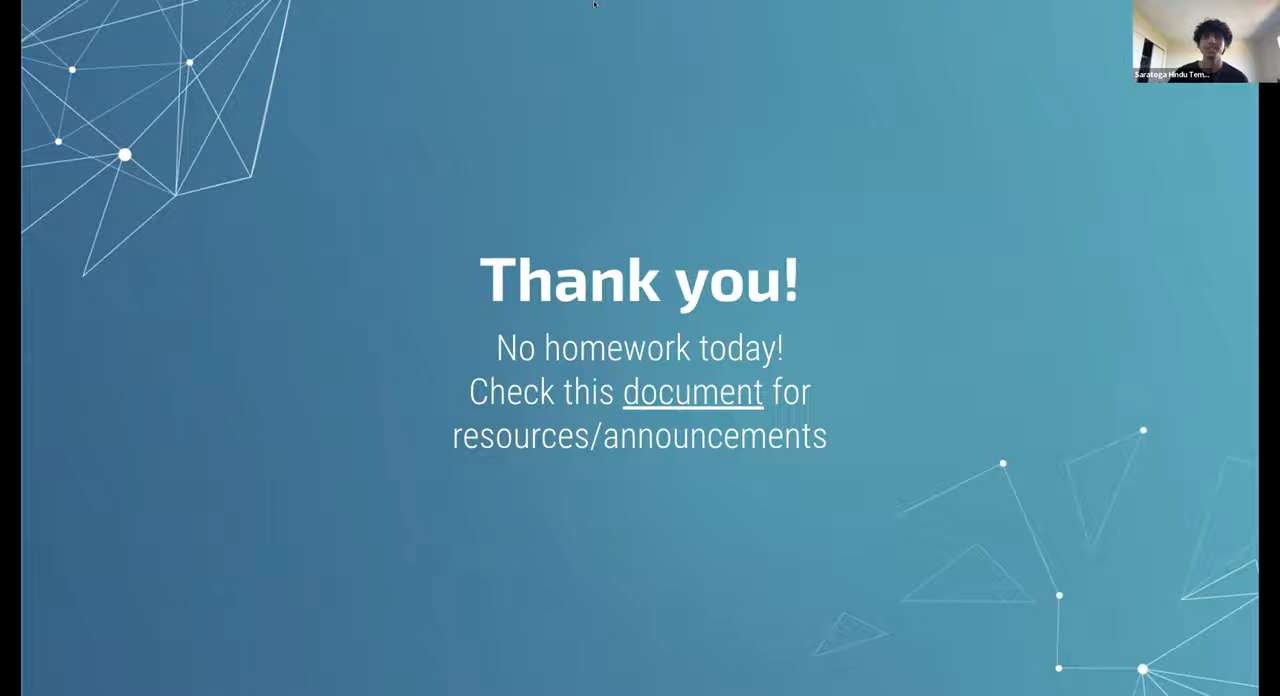 Saratoga Hindu Tem...
Thank you!
No homework today!
Check this document for
resources/announcements